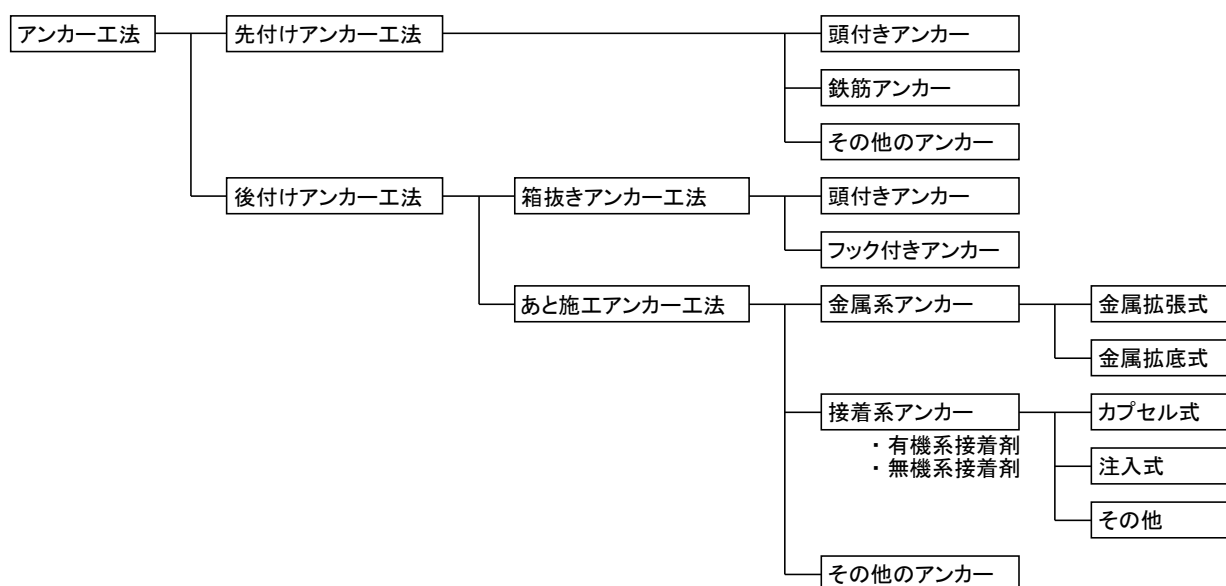 アンカー工法
先付けアンカー工法
頭付きアンカー
鉄筋アンカー
その他のアンカー
後付けアンカー工法
箱抜きアンカー工法
頭付きアンカー
フック付きアンカー
あと施工アンカー工法
金属系アンカー
金属拡張式
金属拡底式
接着系アンカー
・有機系接着剤
・無機系接着剤
カプセル式
注入式
その他
その他のアンカー